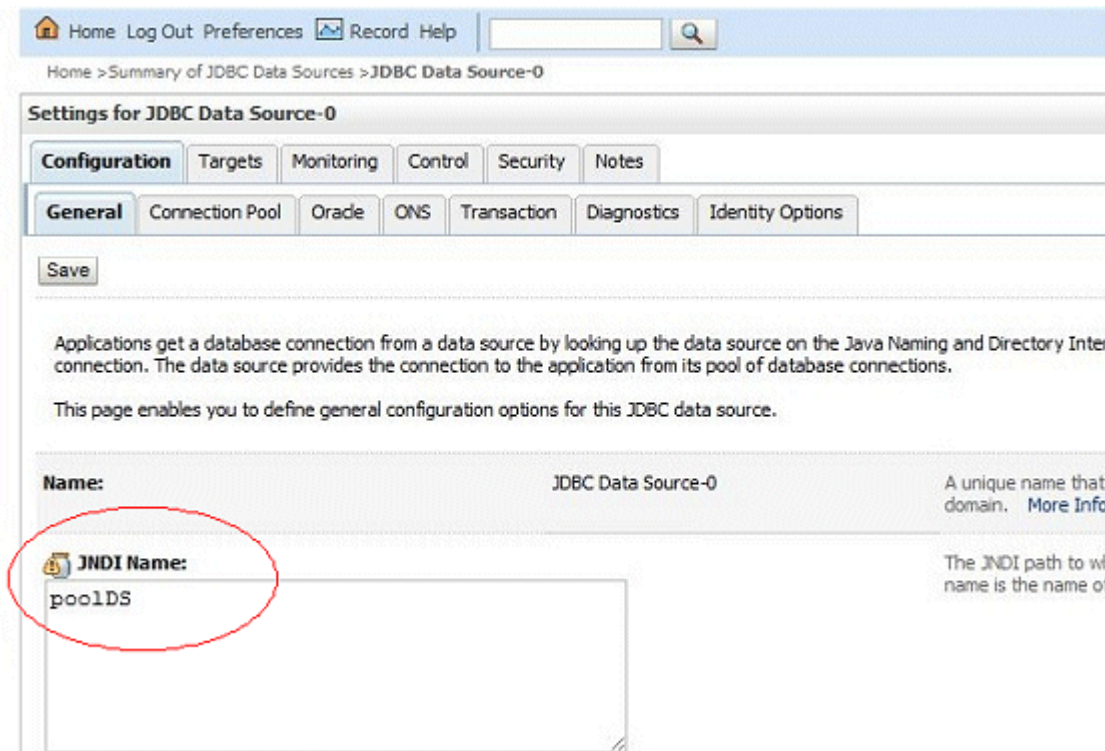 Home Log Out Preferences Record Help
Home >Summary of JDBC Data Sources >JDBC Data Source-0
Settings for JDBC Data Source-0
Configuration Targets Monitoring Control Security Notes
General Connection Pool Oracle ONS Transaction Diagnostics Identity Options
Save
Applications get a database connection from a data source by looking up the data source on the Java Naming and Directory Inter
connection. The data source provides the connection to the application from its pool of database connections.
This page enables you to define general configuration options for this JDBC data source.
Name: JDBC Data Source-0 A unique name that
domain. More Info
JNDI Name: The JNDI path to wh
name is the name of
poolDS